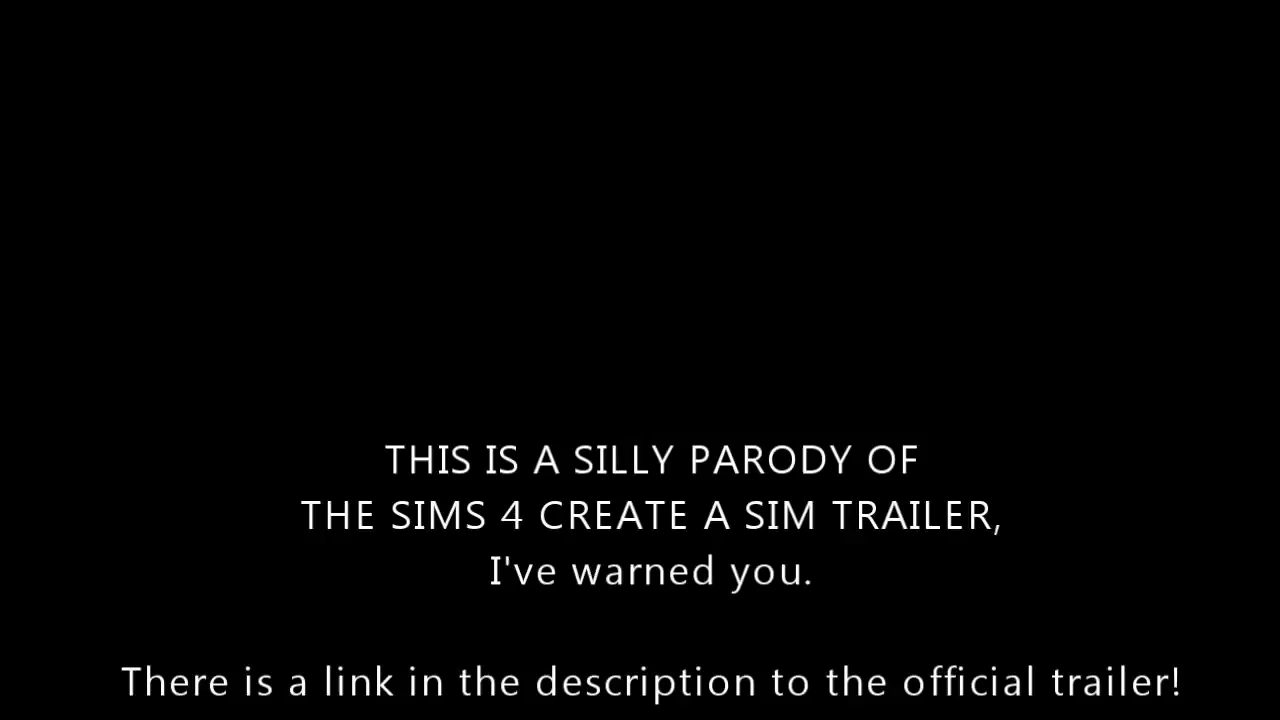 THIS IS A SILLY PARODY OF
THE SIMS 4 CREATE A SIM TRAILER,
I've warned you.
There is a link in the description to the official trailer!